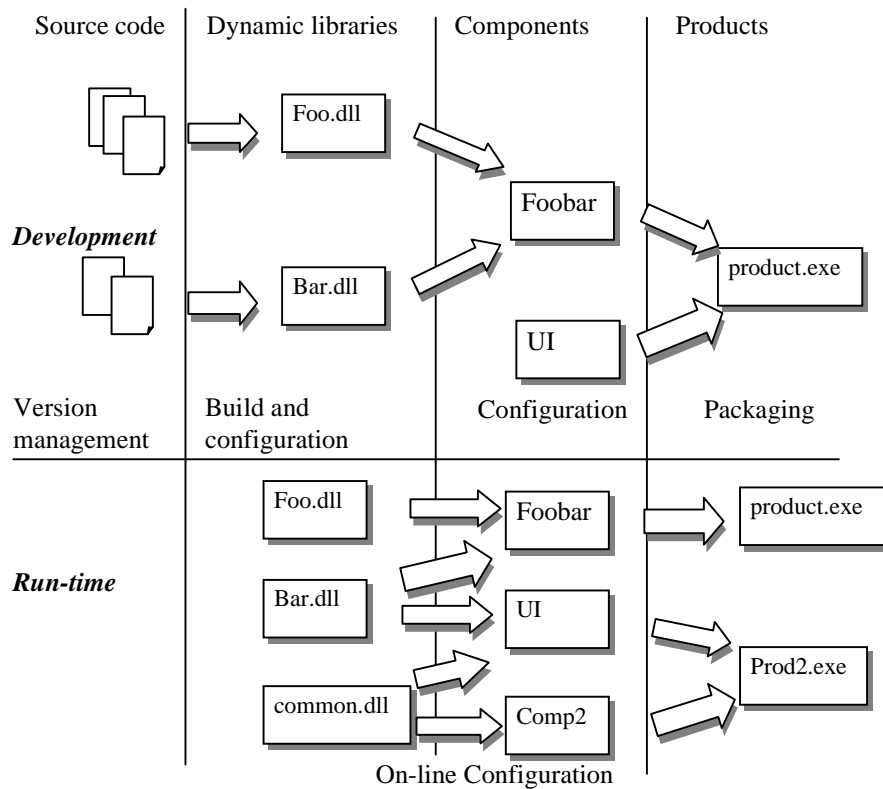 Source code
Dynamic libraries
Components
Products
Foo.dll
Foobar
Development
product.exe
Bar.dll
UI
Version
management
Build and
configuration
Configuration
Packaging
Foo.dll
Foobar
product.exe
Run-time
Bar.dll
UI
Prod2.exe
common.dll
Comp2
On-line Configuration